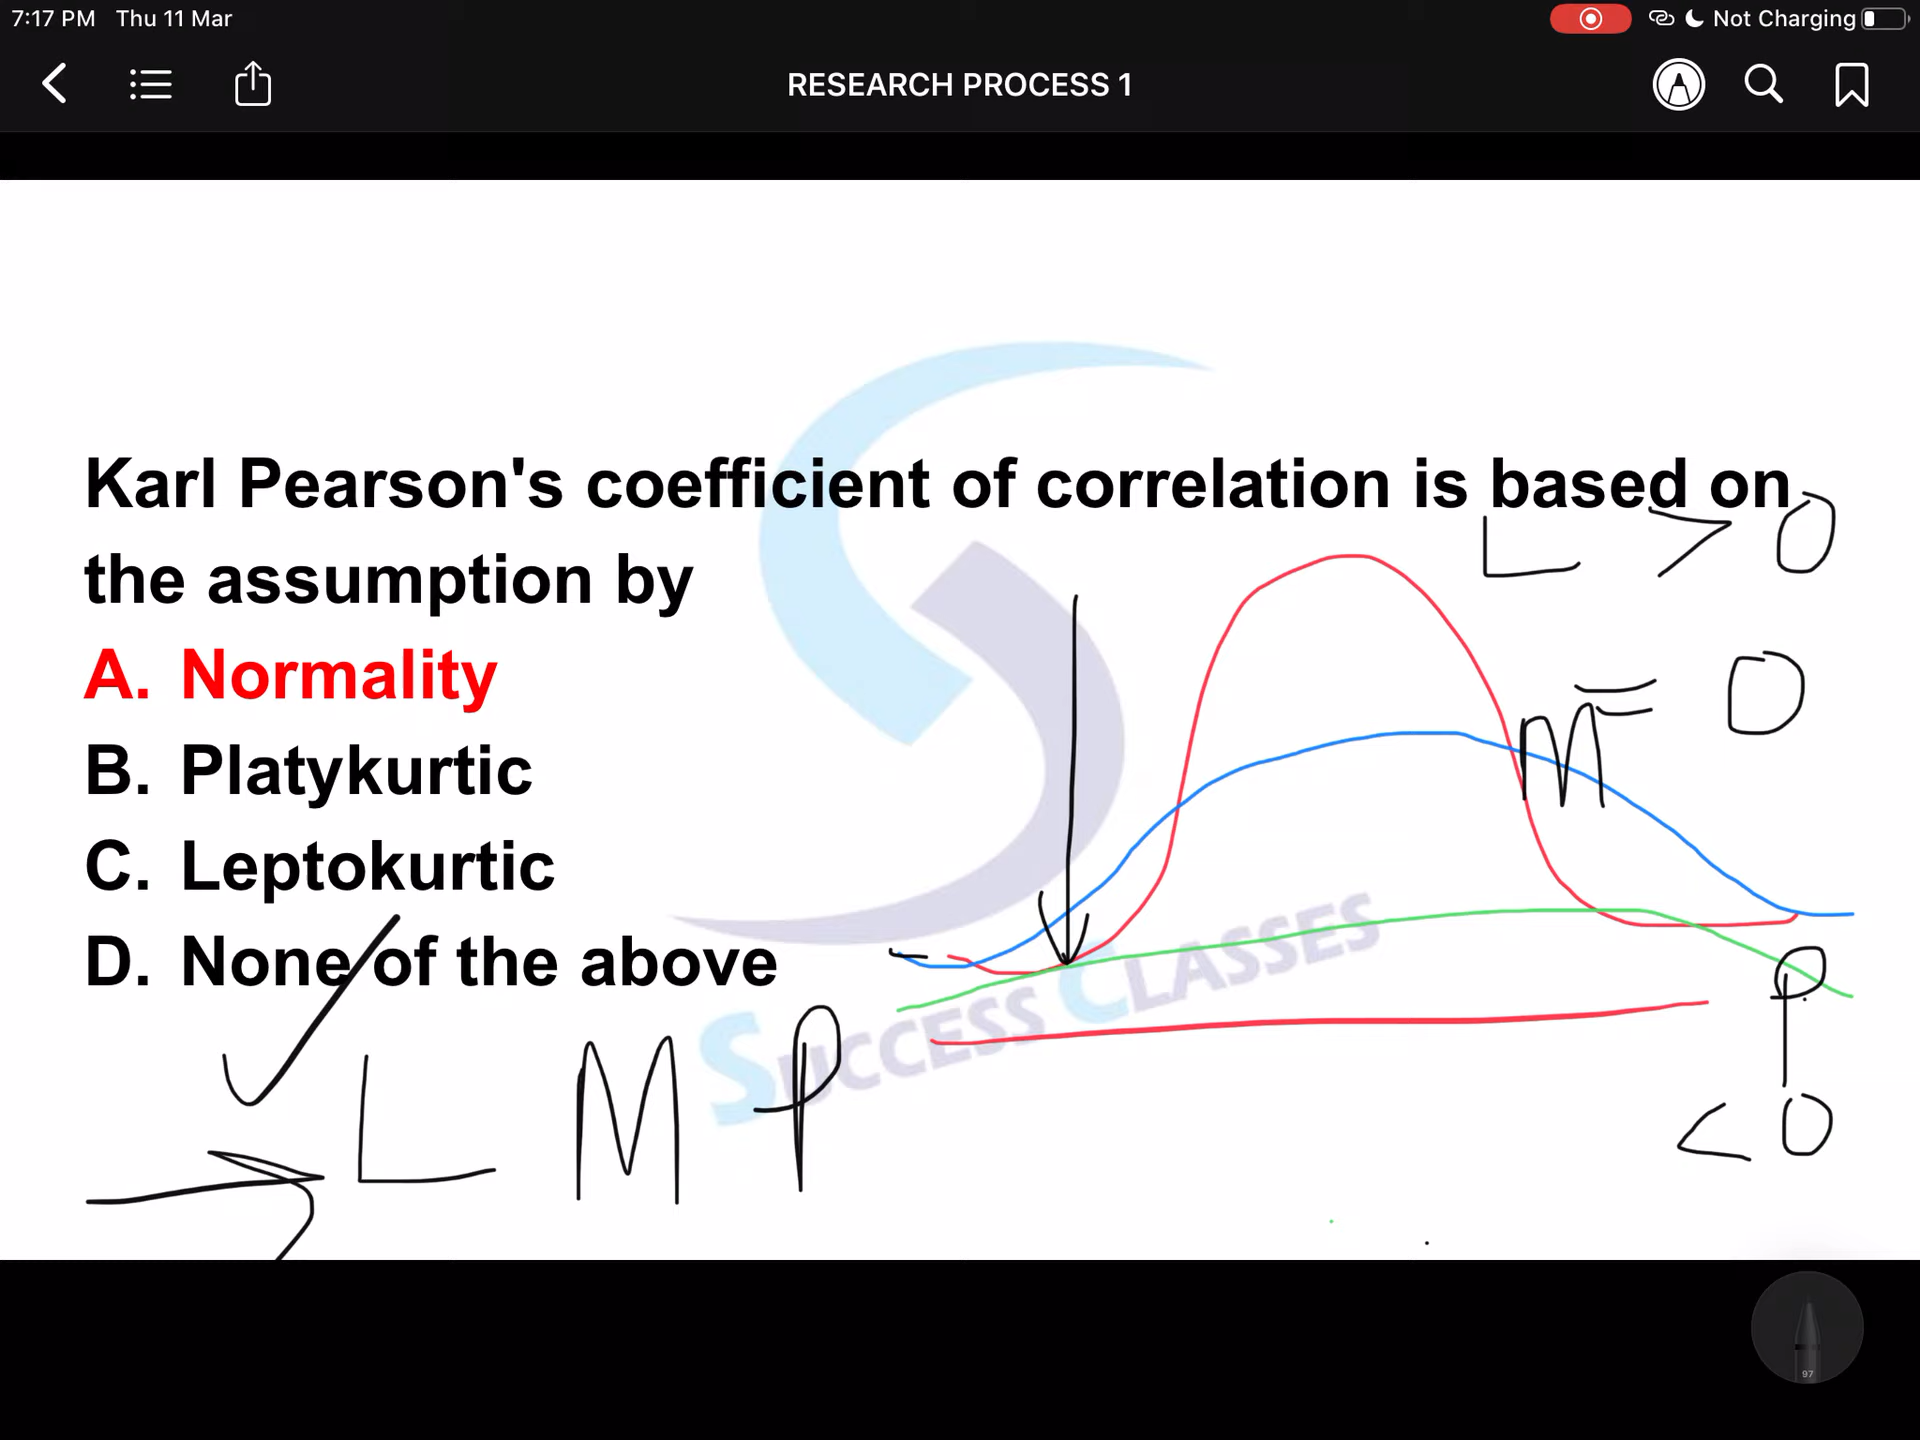 7:17 PM Thu 11 Mar Not Charging
RESEARCH PROCESS 1
Karl Pearson's coefficient of correlation is based on
the assumption by
A. Normality
B. Platykurtic
C. Leptokurtic
D. None of the above
L > 0
M = 0
P
< 0
L M P
SUCCESS CLASSES
97